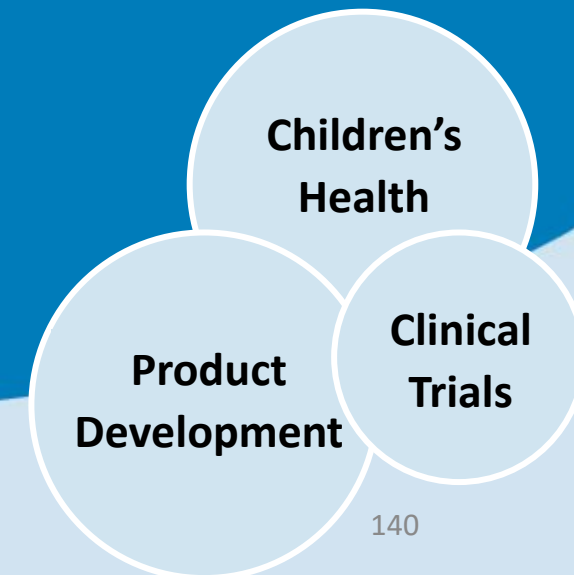 Children’s
Health
Clinical
Trials
Product
Development
140